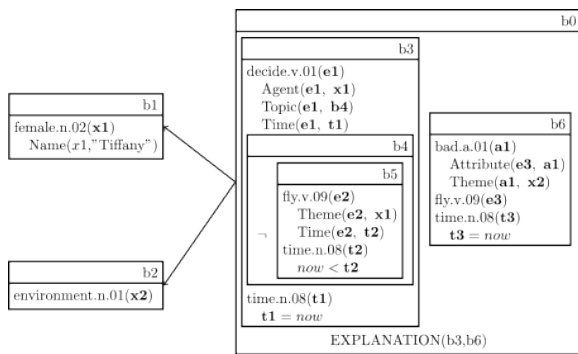 b0
b3
decide.v.01(e1)
Agent(e1, x1)
Topic(e1, b4)
Time(e1, t1)
b4
b5
¬
fly.v.09(e2)
Theme(e2, x1)
Time(e2, t2)
time.n.08(t2)
now < t2
time.n.08(t1)
t1 = now
b1
female.n.02(x1)
Name(x1,"Tiffany")
b2
environment.n.01(x2)
b6
bad.a.01(a1)
Attribute(e3, a1)
Theme(a1, x2)
fly.v.09(e3)
time.n.08(t3)
t3 = now
EXPLANATION(b3,b6)